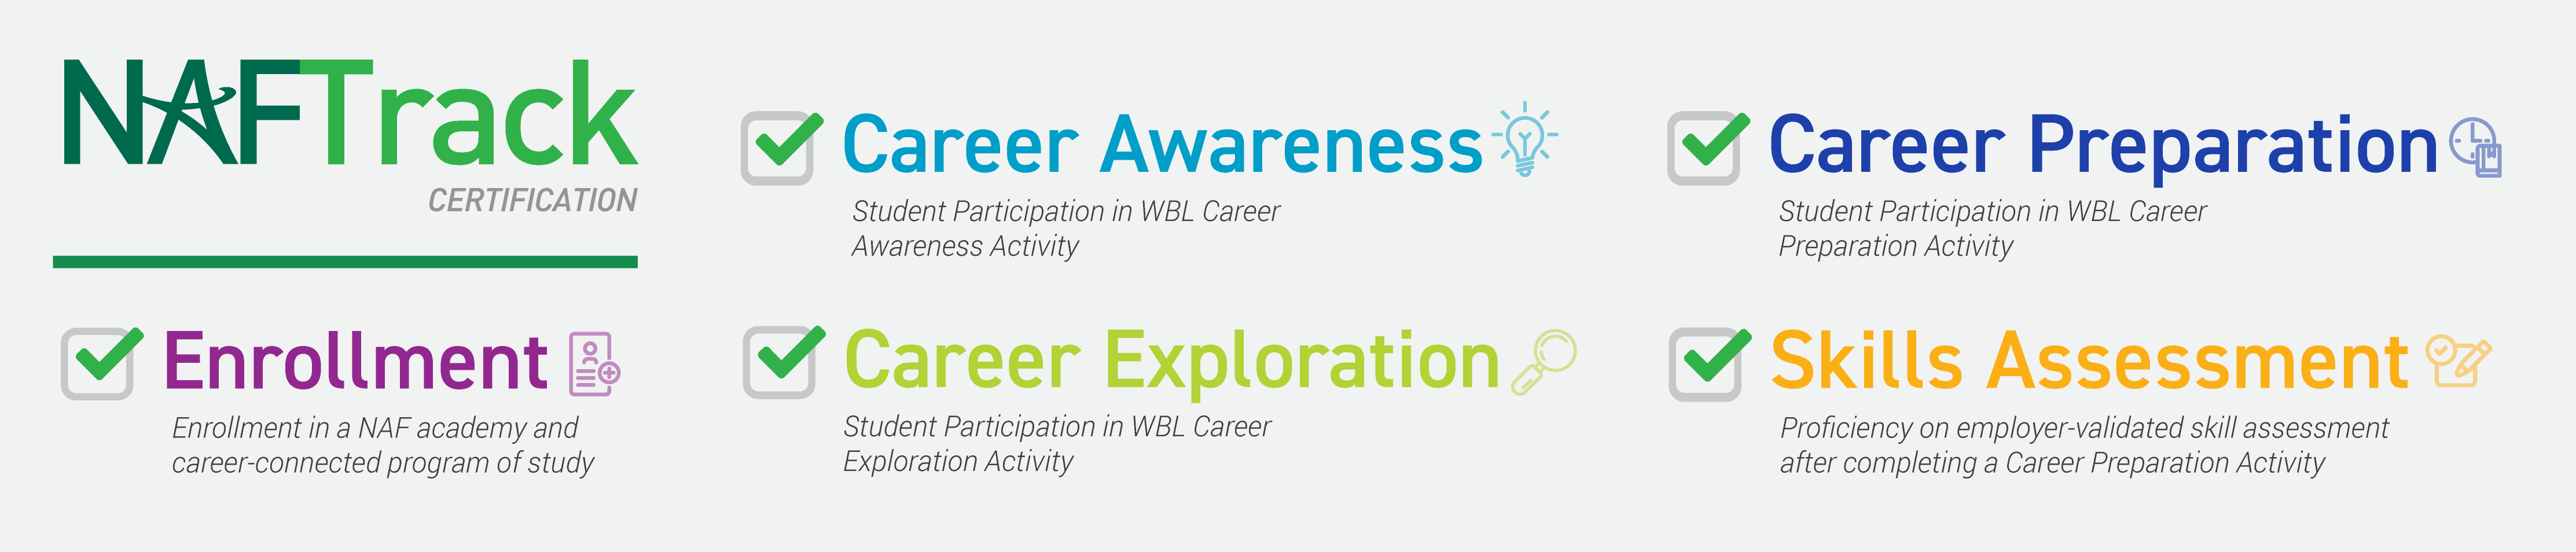 NAFTrack
CERTIFICATION
Enrollment
Enrollment in a NAF academy and
career-connected program of study
Career Awareness
Student Participation in WBL Career
Awareness Activity
Career Exploration
Student Participation in WBL Career
Exploration Activity
Career Preparation
Student Participation in WBL Career
Preparation Activity
Skills Assessment
Proficiency on employer-validated skill assessment
after completing a Career Preparation Activity